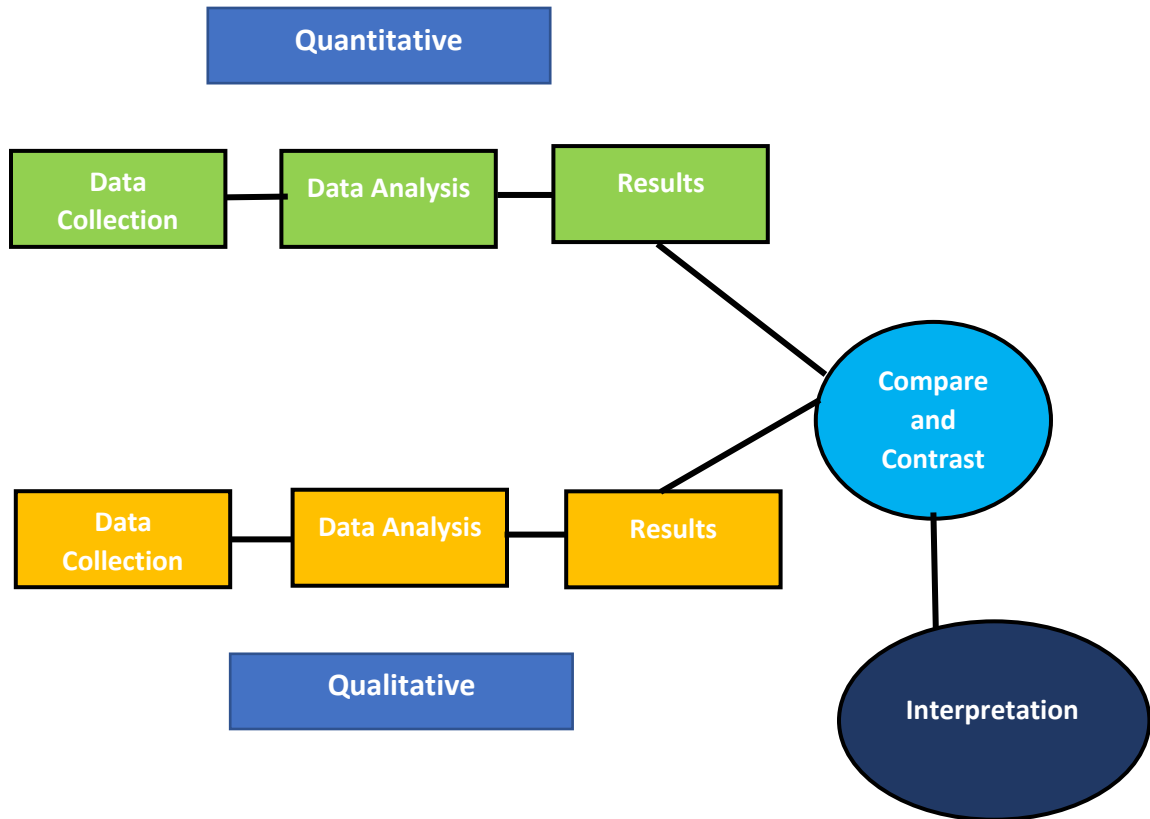 Quantitative
Data
Collection
Data Analysis
Results
Compare
and
Contrast
Data
Collection
Data Analysis
Results
Qualitative
Interpretation